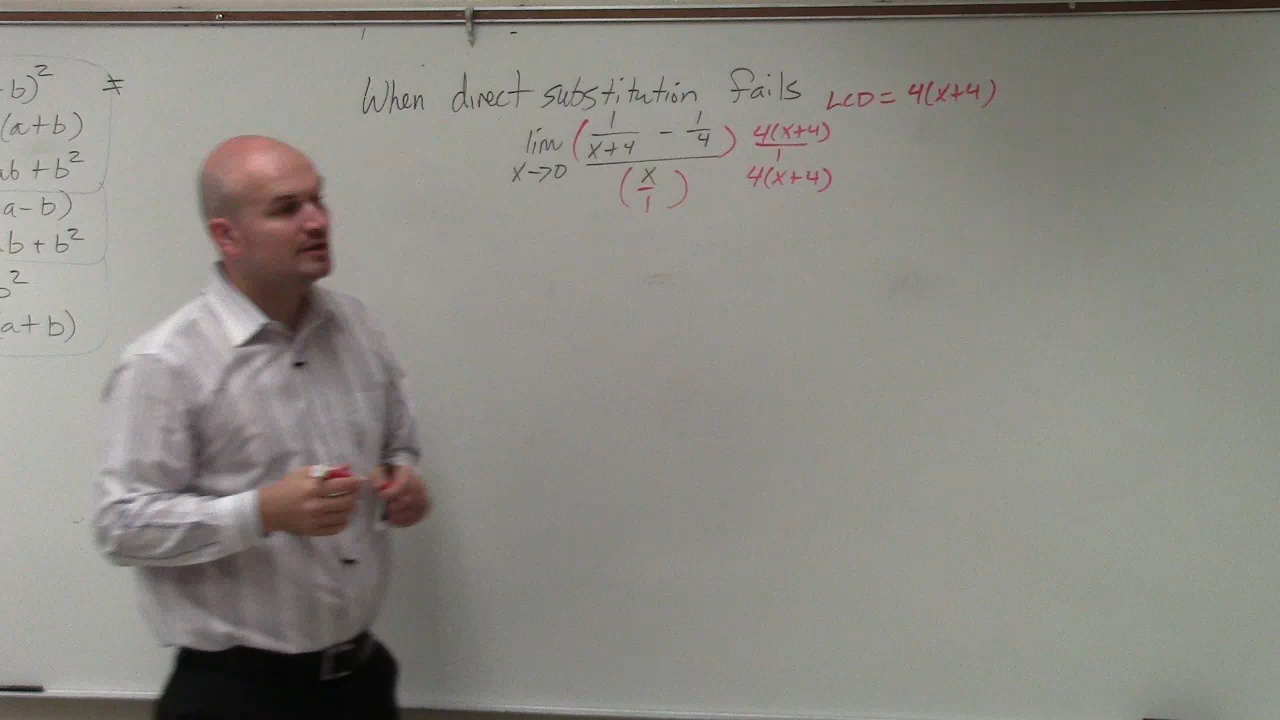 b)² ≠
(a+b)
ab + b²
(a-b)
b + b²
b²
(a+b)
When direct substitution fails LCD = 4(x+4)
lim (1/(x+4) - 1/4) 4(x+4)/1
x→0 (x/1) 4(x+4)